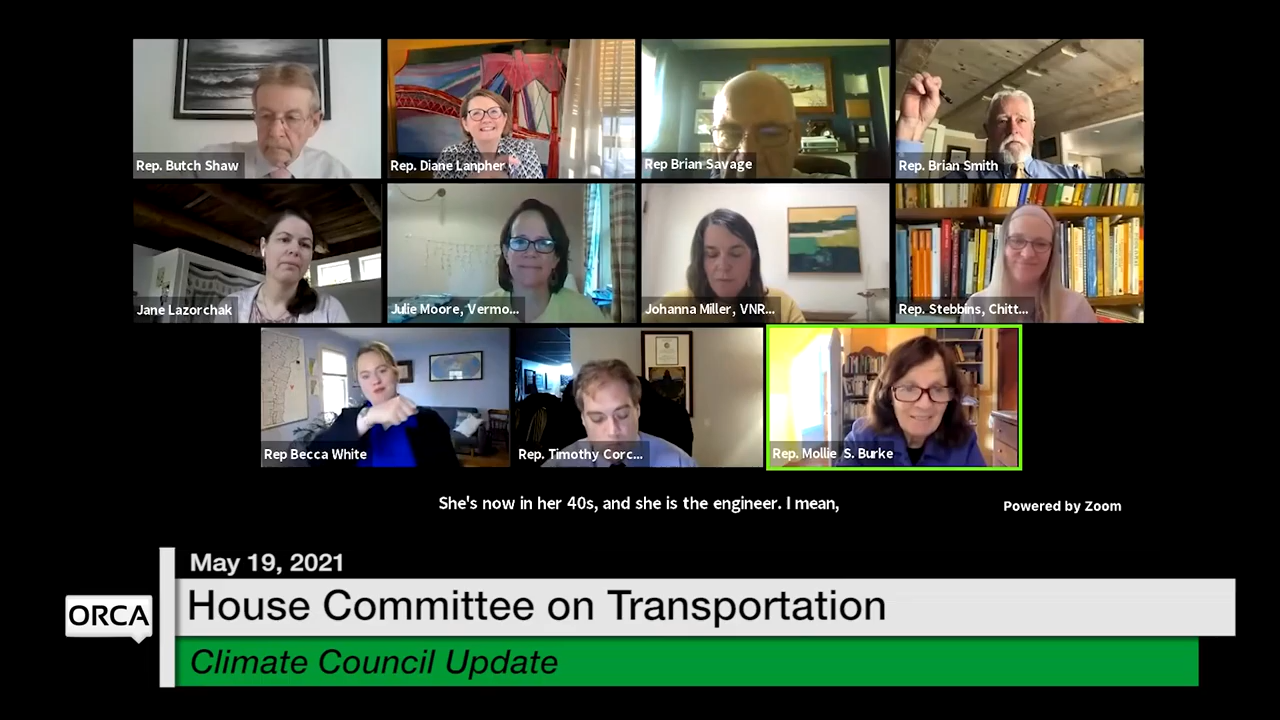 Rep. Butch Shaw
Rep. Diane Lanpher
Rep Brian Savage
Rep. Brian Smith
Jane Lazorchak
Julie Moore, Vermo...
Johanna Miller, VNR...
Rep. Stebbins, Chitt...
Rep Becca White
Rep. Timothy Corc...
Rep. Mollie S. Burke
She's now in her 40s, and she is the engineer. I mean,
Powered by Zoom
May 19, 2021
ORCA
House Committee on Transportation
Climate Council Update